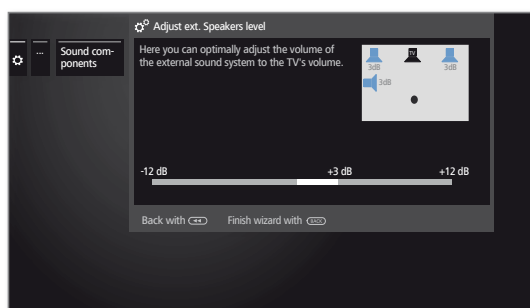 Adjust ext. Speakers level
...
Sound com-
ponents
Here you can optimally adjust the volume of
the external sound system to the TV's volume.
TV
3dB
3dB
3dB
-12 dB +3 dB +12 dB
Back with Finish wizard with BACK